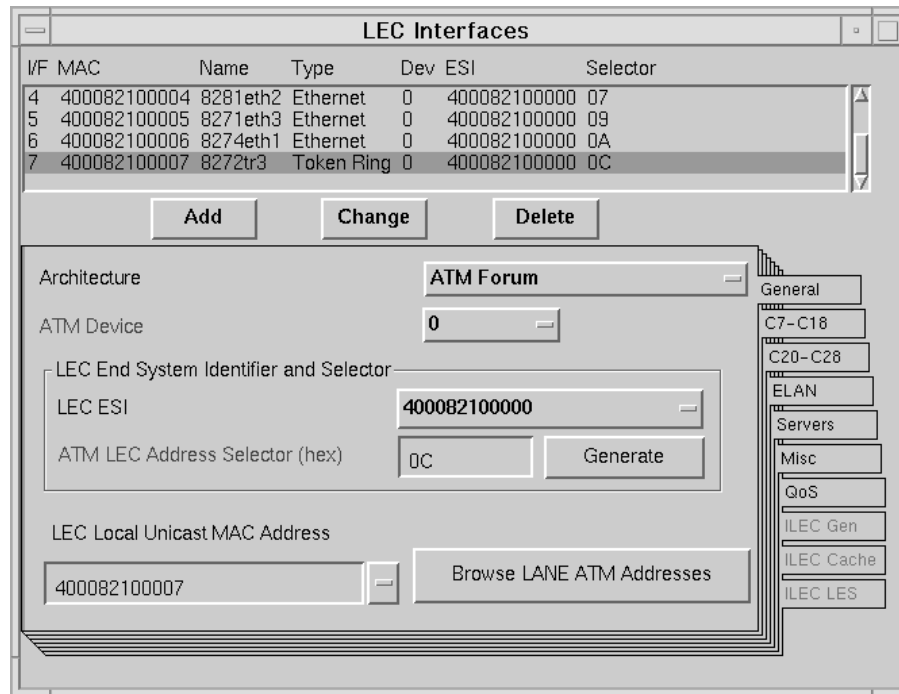 LEC Interfaces
I/F MAC Name Type Dev ESI Selector
4 400082100004 8281eth2 Ethernet 0 400082100000 07
5 400082100005 8271eth3 Ethernet 0 400082100000 09
6 400082100006 8274eth1 Ethernet 0 400082100000 0A
7 400082100007 8272tr3 Token Ring 0 400082100000 0C
Add Change Delete
Architecture ATM Forum
ATM Device 0
LEC End System Identifier and Selector
LEC ESI 400082100000
ATM LEC Address Selector (hex) 0C Generate
LEC Local Unicast MAC Address
400082100007 Browse LANE ATM Addresses
General
C7-C18
C20-C28
ELAN
Servers
Misc
QoS
ILEC Gen
ILEC Cache
ILEC LES